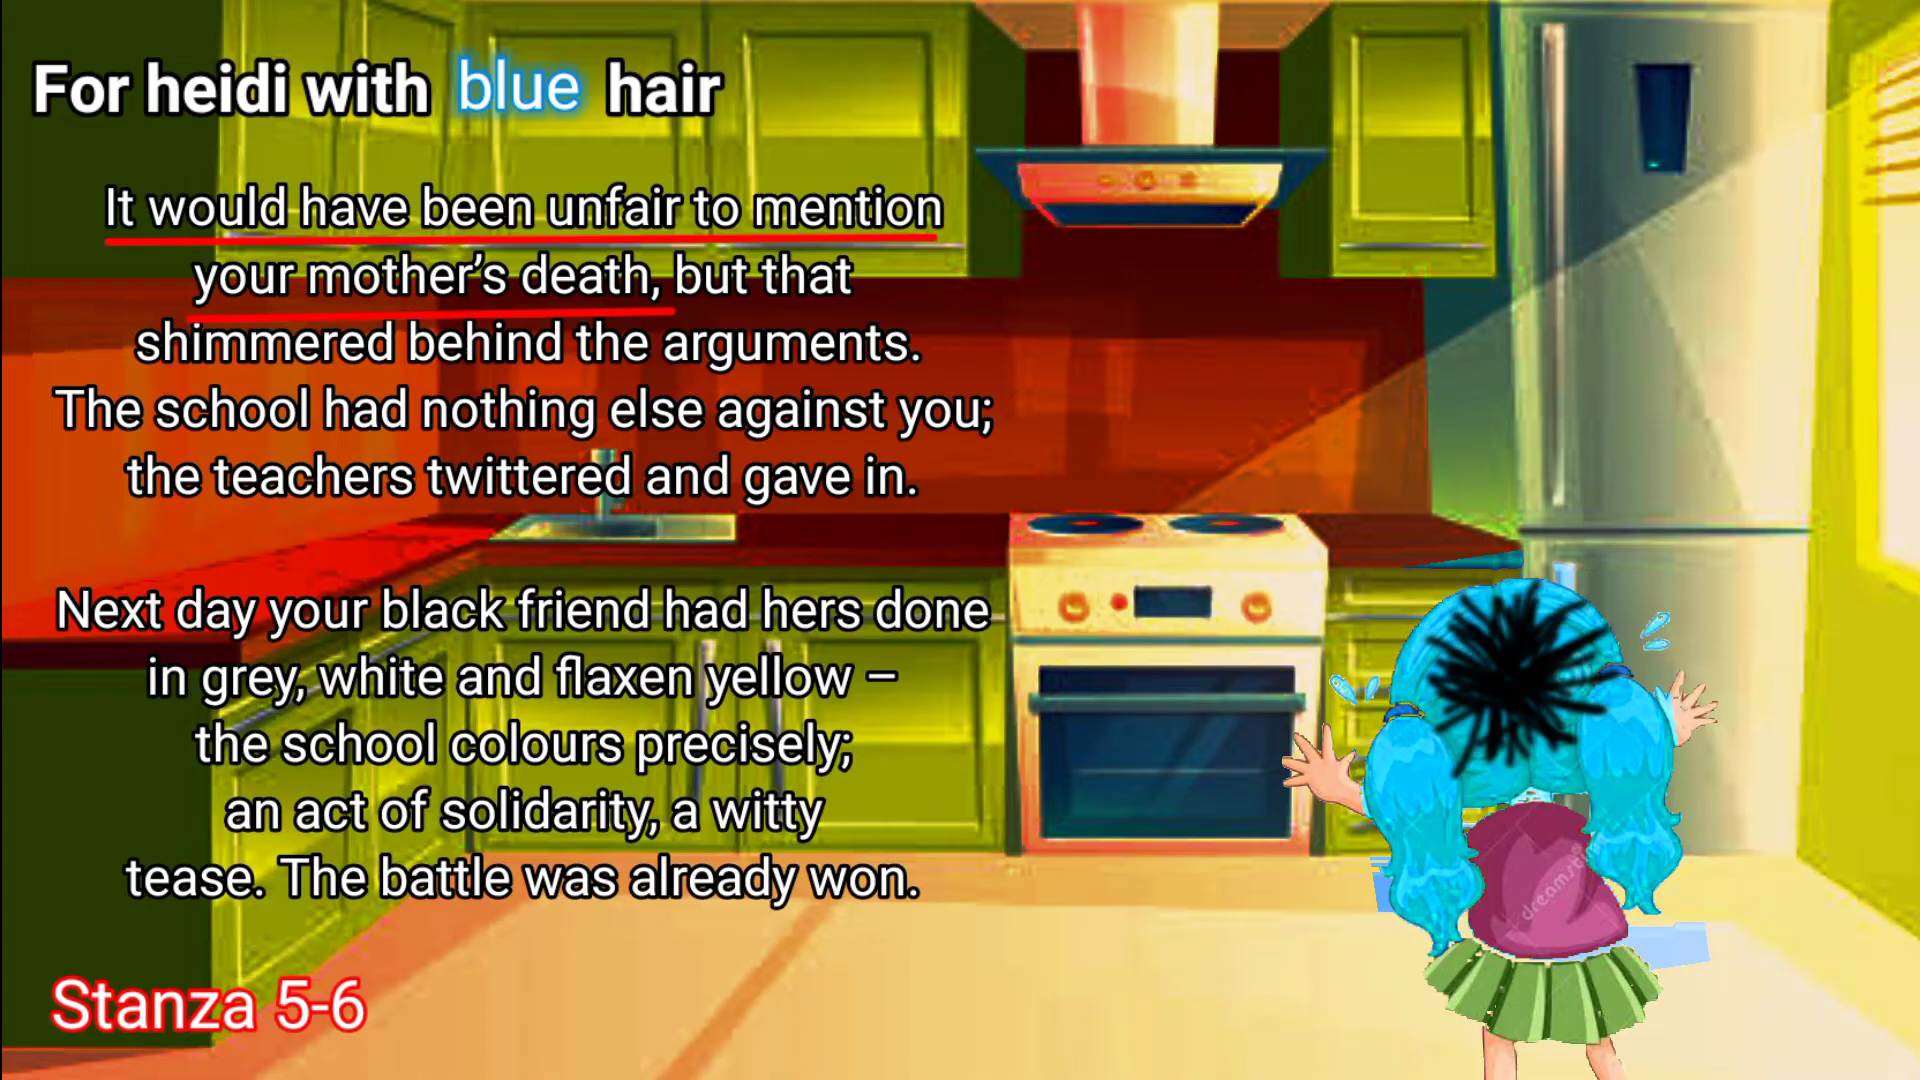 For heidi with blue hair
It would have been unfair to mention
your mother's death, but that
shimmered behind the arguments.
The school had nothing else against you;
the teachers twittered and gave in.
Next day your black friend had hers done
in grey, white and flaxen yellow –
the school colours precisely;
an act of solidarity, a witty
tease. The battle was already won.
Stanza 5-6